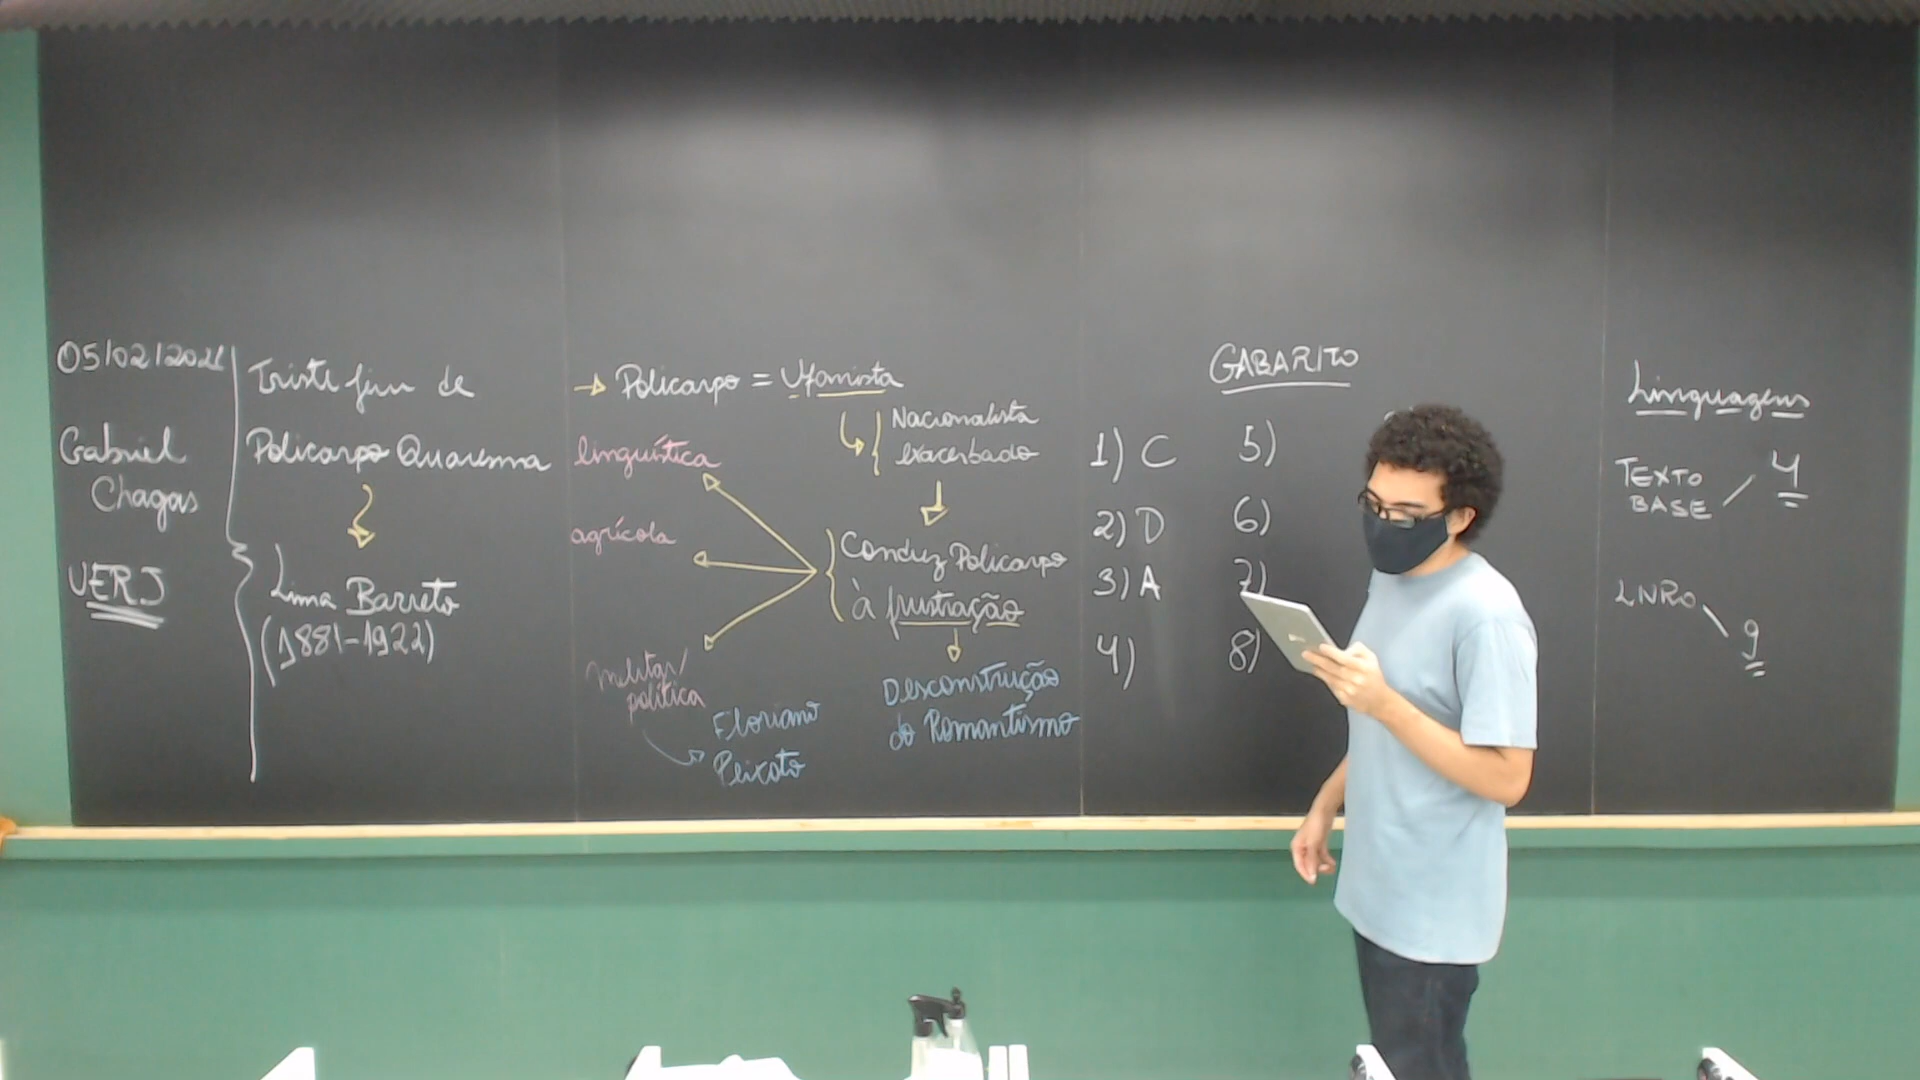 05/02/2021
Gabriel
Chagas
UERJ
Triste fim de
Policarpo Quaresma
Lima Barreto
(1881-1922)
→ Policarpo = Ufanista
Nacionalista
exacerbado
Conduz Policarpo
à frustração
linguística
agrícola
militar/
política
Floriano
Peixoto
Desconstrução
do Romantismo
GABARITO
1) C
2) D
3) A
4)
5)
6)
7)
8)
Linguagens
TEXTO
BASE
4
LIVRO
9